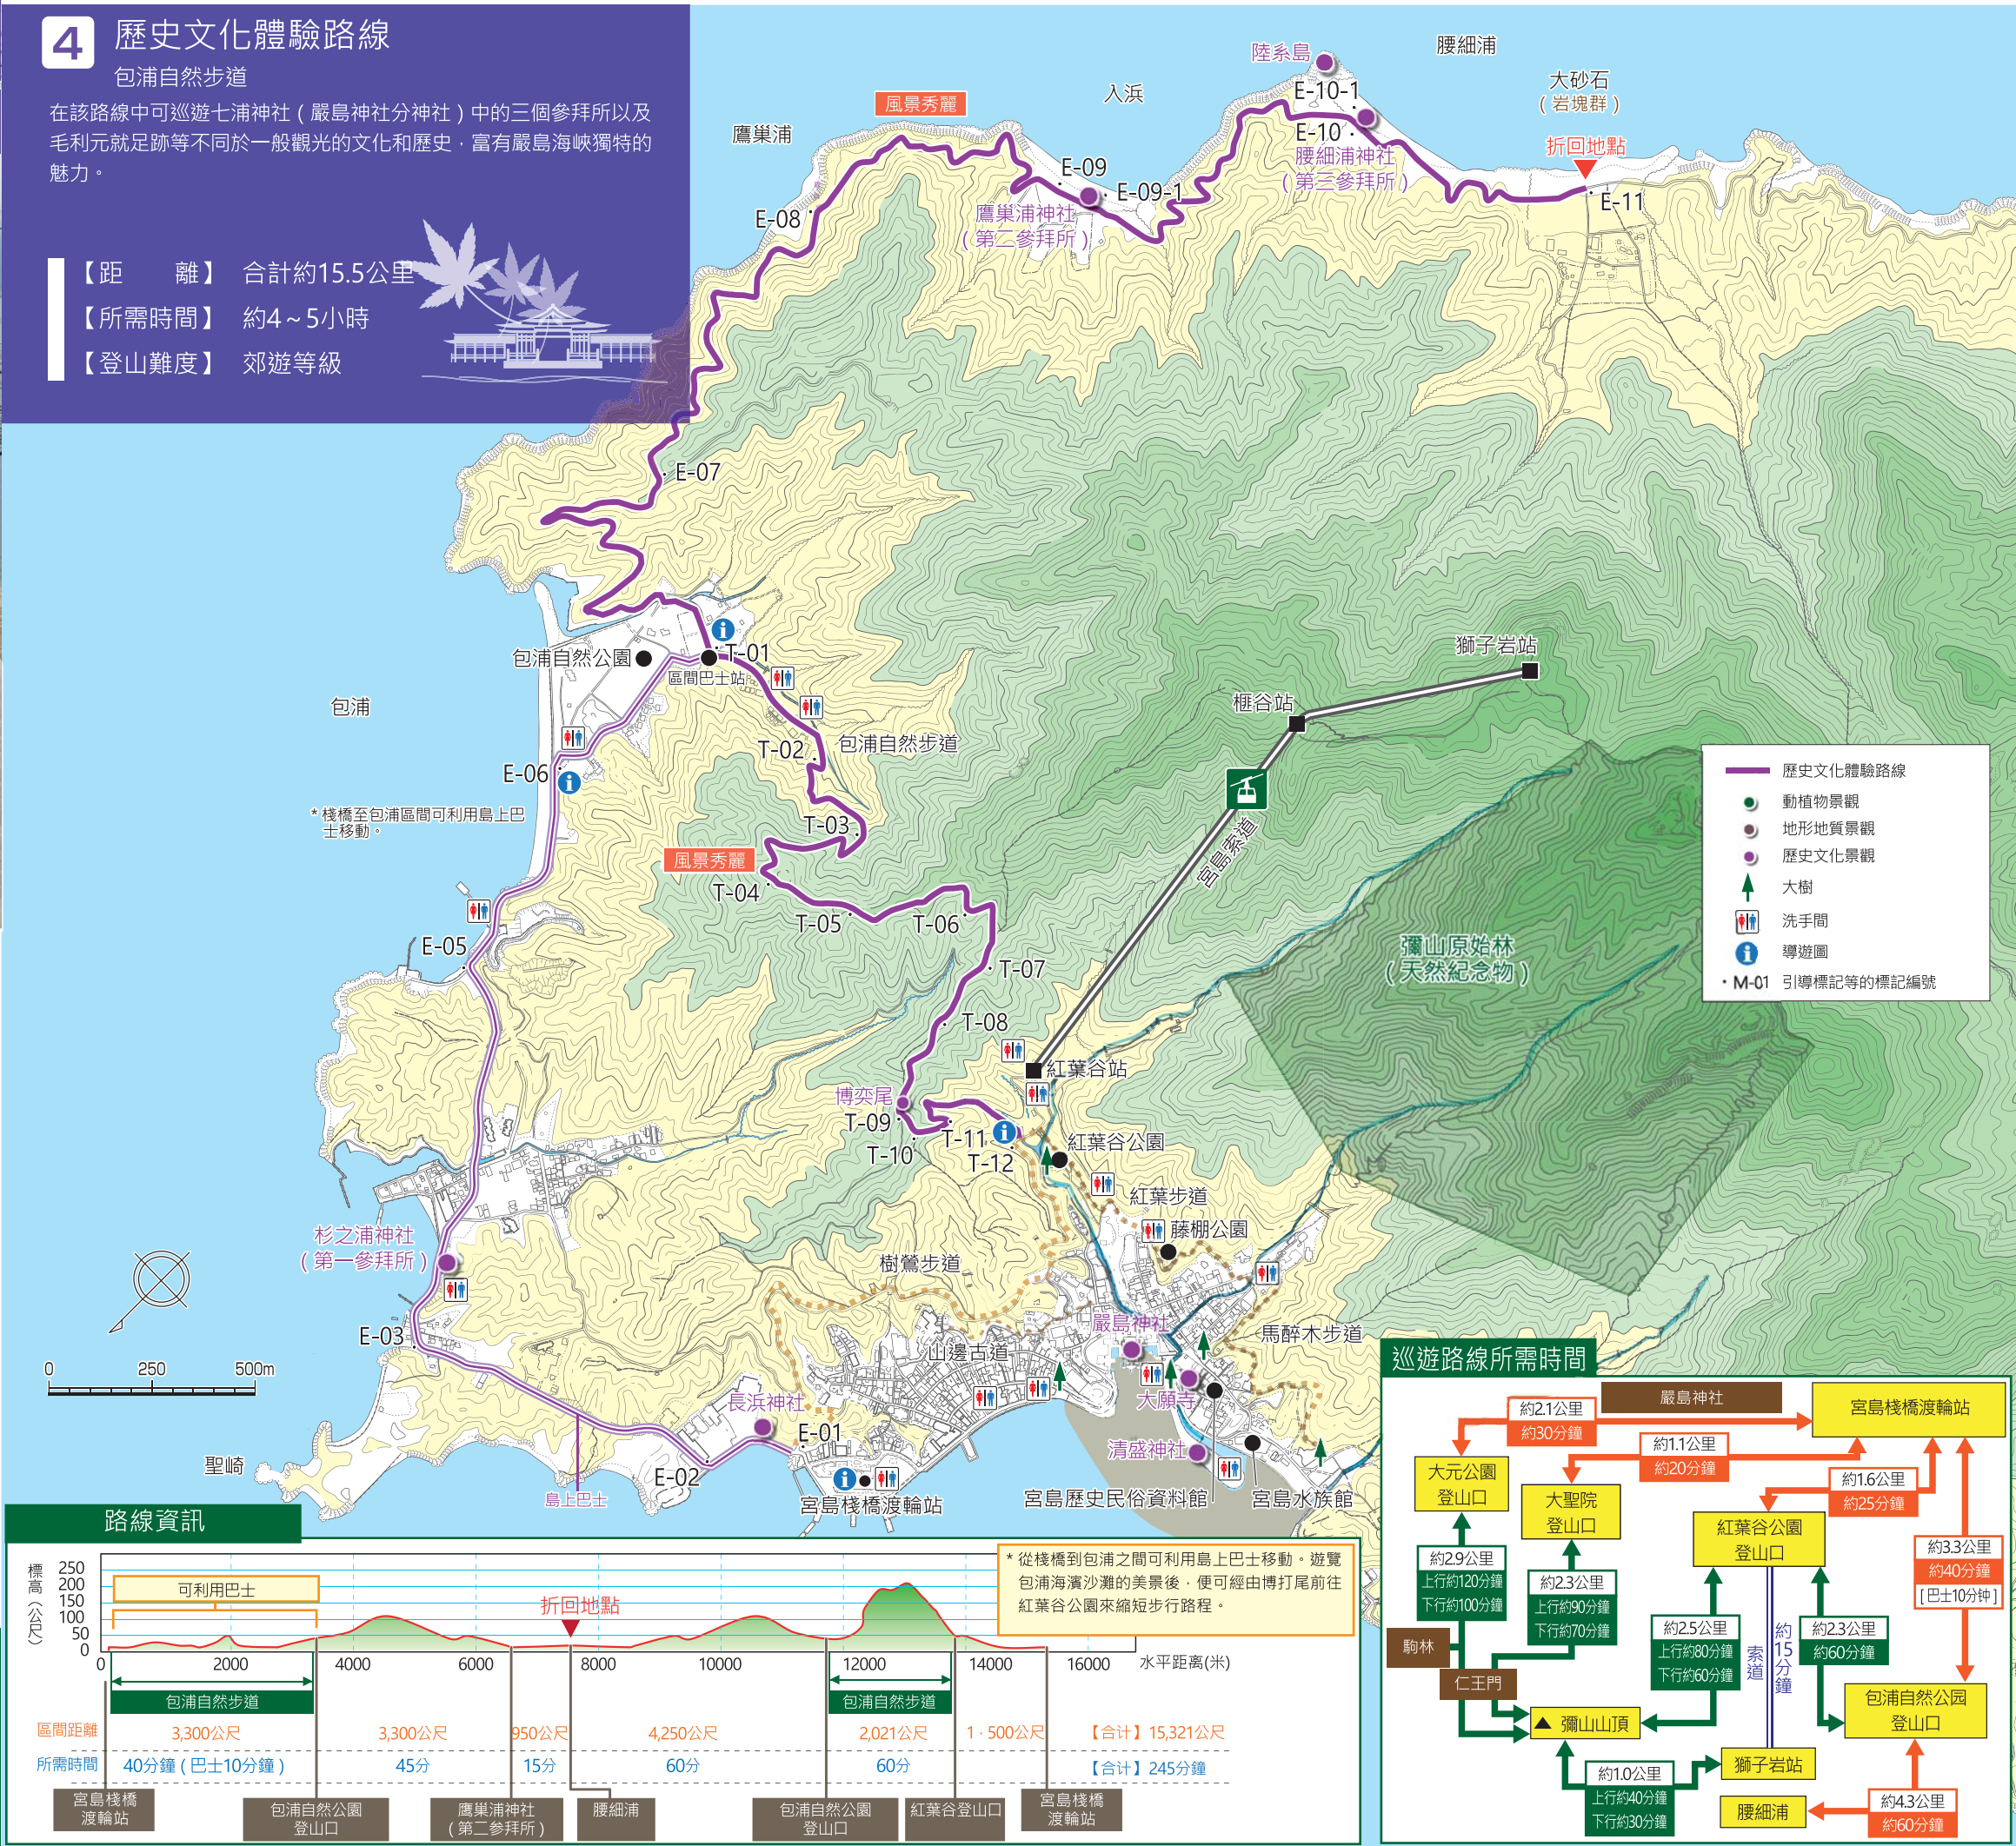 4
歷史文化體驗路線
包浦自然步道
在該路線中可巡遊七浦神社（嚴島神社分神社）中的三個參拜所以及
毛利元就足跡等不同於一般觀光的文化和歷史，富有嚴島海峽獨特的
魅力。
【距　　離】　合計約15.5公里
【所需時間】　約4～5小時
【登山難度】　郊遊等級
陸糸島
腰細浦
入浜
大砂石
（岩塊群）
風景秀麗
鷹巢浦
折回地點
E-10-1
E-10
腰細浦神社
（第三參拜所）
E-09
E-09-1
鷹巢浦神社
（第二參拜所）
E-11
E-08
E-07
包浦自然公園
T-01
區間巴士站
包浦
T-02
包浦自然步道
E-06
*棧橋至包浦區間可利用島上巴
士移動。
T-03
風景秀麗
T-04
T-05
T-06
T-07
T-08
E-05
獅子岩站
榧谷站
宮島索道
彌山原始林
（天然紀念物）
歷史文化體驗路線
動植物景觀
地形地質景觀
歷史文化景觀
大樹
洗手間
導遊圖
・M-01 引導標記等的標記編號
紅葉谷站
博奕尾
T-09
T-10
T-11
T-12
紅葉谷公園
紅葉步道
藤棚公園
杉之浦神社
（第一參拜所）
樹鶯步道
E-03
嚴島神社
馬醉木步道
山邊古道
大願寺
長浜神社
E-01
清盛神社
E-02
聖崎
島上巴士
宮島棧橋渡輪站
宮島歷史民俗資料館
宮島水族館
0 250 500m
路線資訊
標高（公尺）
250
200
150
100
50
0
可利用巴士
折回地點
*從棧橋到包浦之間可利用島上巴士移動。遊覽
包浦海濱沙灘的美景後，便可經由博打尾前往
紅葉谷公園來縮短步行路程。
0 2000 4000 6000 8000 10000 12000 14000 16000 水平距离(米)
包浦自然步道
包浦自然步道
區間距離 3,300公尺 3,300公尺 950公尺 4,250公尺 2,021公尺 1・500公尺 【合计】15,321公尺
所需時間 40分鐘（巴士10分鐘） 45分 15分 60分 60分 【合计】245分鐘
宮島棧橋
渡輪站
包浦自然公園
登山口
鷹巢浦神社
（第二參拜所）
腰細浦
包浦自然公園
登山口
紅葉谷登山口
宮島棧橋
渡輪站
巡遊路線所需時間
嚴島神社
宮島棧橋渡輪站
約2.1公里
約30分鐘
約1.1公里
約20分鐘
約1.6公里
約25分鐘
大元公園
登山口
大聖院
登山口
紅葉谷公園
登山口
約3.3公里
約40分鐘
[巴士10分钟]
約2.9公里
上行約120分鐘
下行約100分鐘
約2.3公里
上行約90分鐘
下行約70分鐘
約2.5公里
上行約80分鐘
下行約60分鐘
索道
約15分鐘
約2.3公里
約60分鐘
駒林
仁王門
彌山山頂
包浦自然公园
登山口
獅子岩站
約1.0公里
上行約40分鐘
下行約30分鐘
腰細浦
約4.3公里
約60分鐘